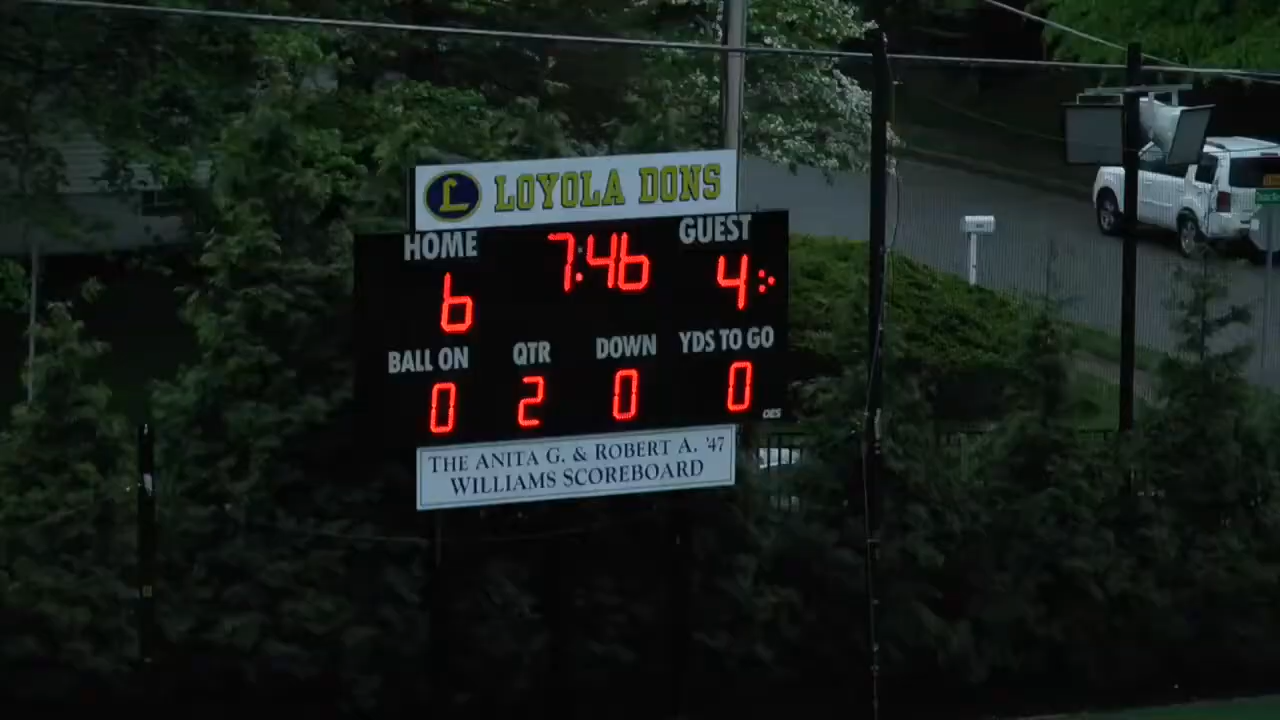 L LOYOLA DONS
HOME 7:46 GUEST
6 4
BALL ON QTR DOWN YDS TO GO
0 2 0 0
OES
THE ANITA G. & ROBERT A. '47
WILLIAMS SCOREBOARD